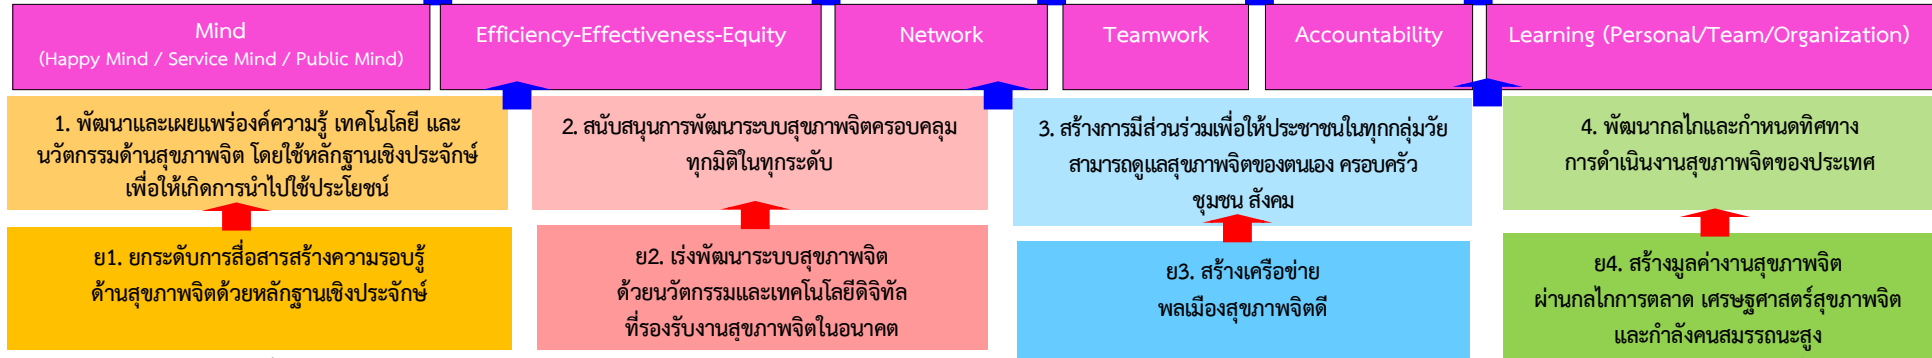 Mind
(Happy Mind / Service Mind / Public Mind)
Efficiency-Effectiveness-Equity
Network
Teamwork
Accountability
Learning (Personal/Team/Organization)
1. พัฒนาและเผยแพร่องค์ความรู้ เทคโนโลยี และ
นวัตกรรมด้านสุขภาพจิต โดยใช้หลักฐานเชิงประจักษ์
เพื่อให้เกิดการนำไปใช้ประโยชน์
2. สนับสนุนการพัฒนาระบบสุขภาพจิตครอบคลุม
ทุกมิติในทุกระดับ
3. สร้างการมีส่วนร่วมเพื่อให้ประชาชนในทุกกลุ่มวัย
สามารถดูแลสุขภาพจิตของตนเอง ครอบครัว
ชุมชน สังคม
4. พัฒนากลไกและกำหนดทิศทาง
การดำเนินงานสุขภาพจิตของประเทศ
ย1. ยกระดับการสื่อสารสร้างความรอบรู้
ด้านสุขภาพจิตด้วยหลักฐานเชิงประจักษ์
ย2. เร่งพัฒนาระบบสุขภาพจิต
ด้วยนวัตกรรมและเทคโนโลยีดิจิทัล
ที่รองรับงานสุขภาพจิตในอนาคต
ย3. สร้างเครือข่าย
พลเมืองสุขภาพจิตดี
ย4. สร้างมูลค่างานสุขภาพจิต
ผ่านกลไกการตลาด เศรษฐศาสตร์สุขภาพจิต
และกำลังคนสมรรถนะสูง